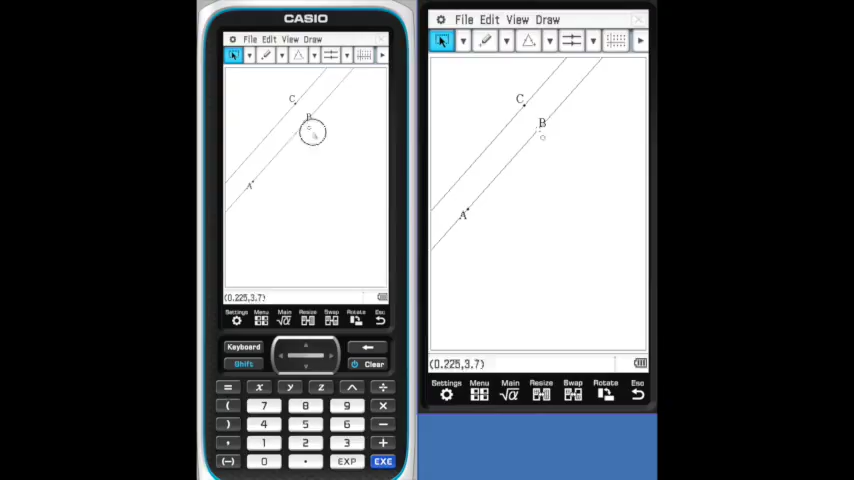 CASIO
File Edit View Draw
C
B
A
(0.225,3.7)
Settings Menu Main Resize Swap Rotate Esc
√α
Keyboard
Shift
Clear
= x y z ^ ÷
( 7 8 9 ×
) 4 5 6 −
, 1 2 3 +
(−) 0 • EXP EXE
File Edit View Draw
C
B
A
(0.225,3.7)
Settings Menu Main Resize Swap Rotate Esc
√α